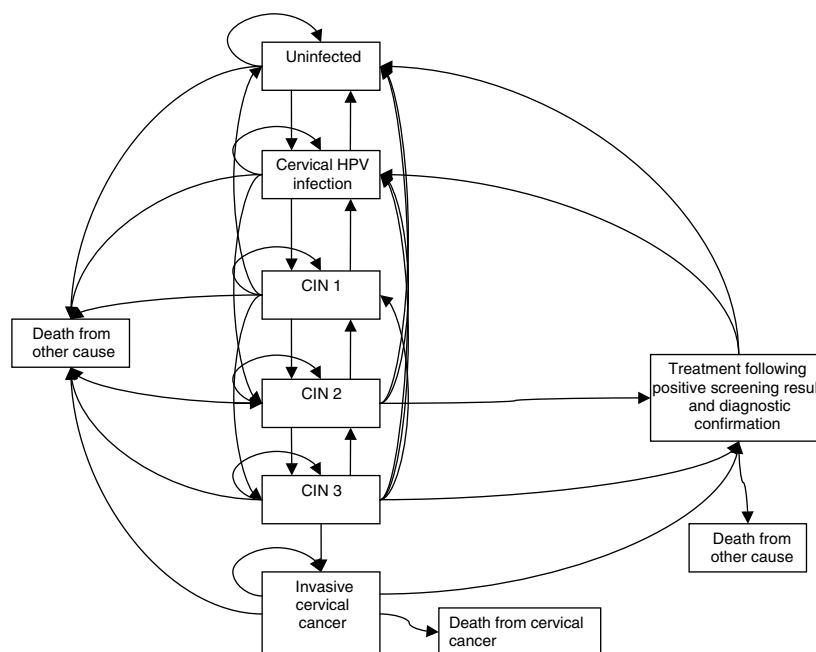 Uninfected
Cervical HPV
infection
CIN 1
Death from
other cause
CIN 2
Treatment following
positive screening resul
and diagnostic
confirmation
CIN 3
Death from
other cause
Invasive
cervical
cancer
Death from cervical
cancer